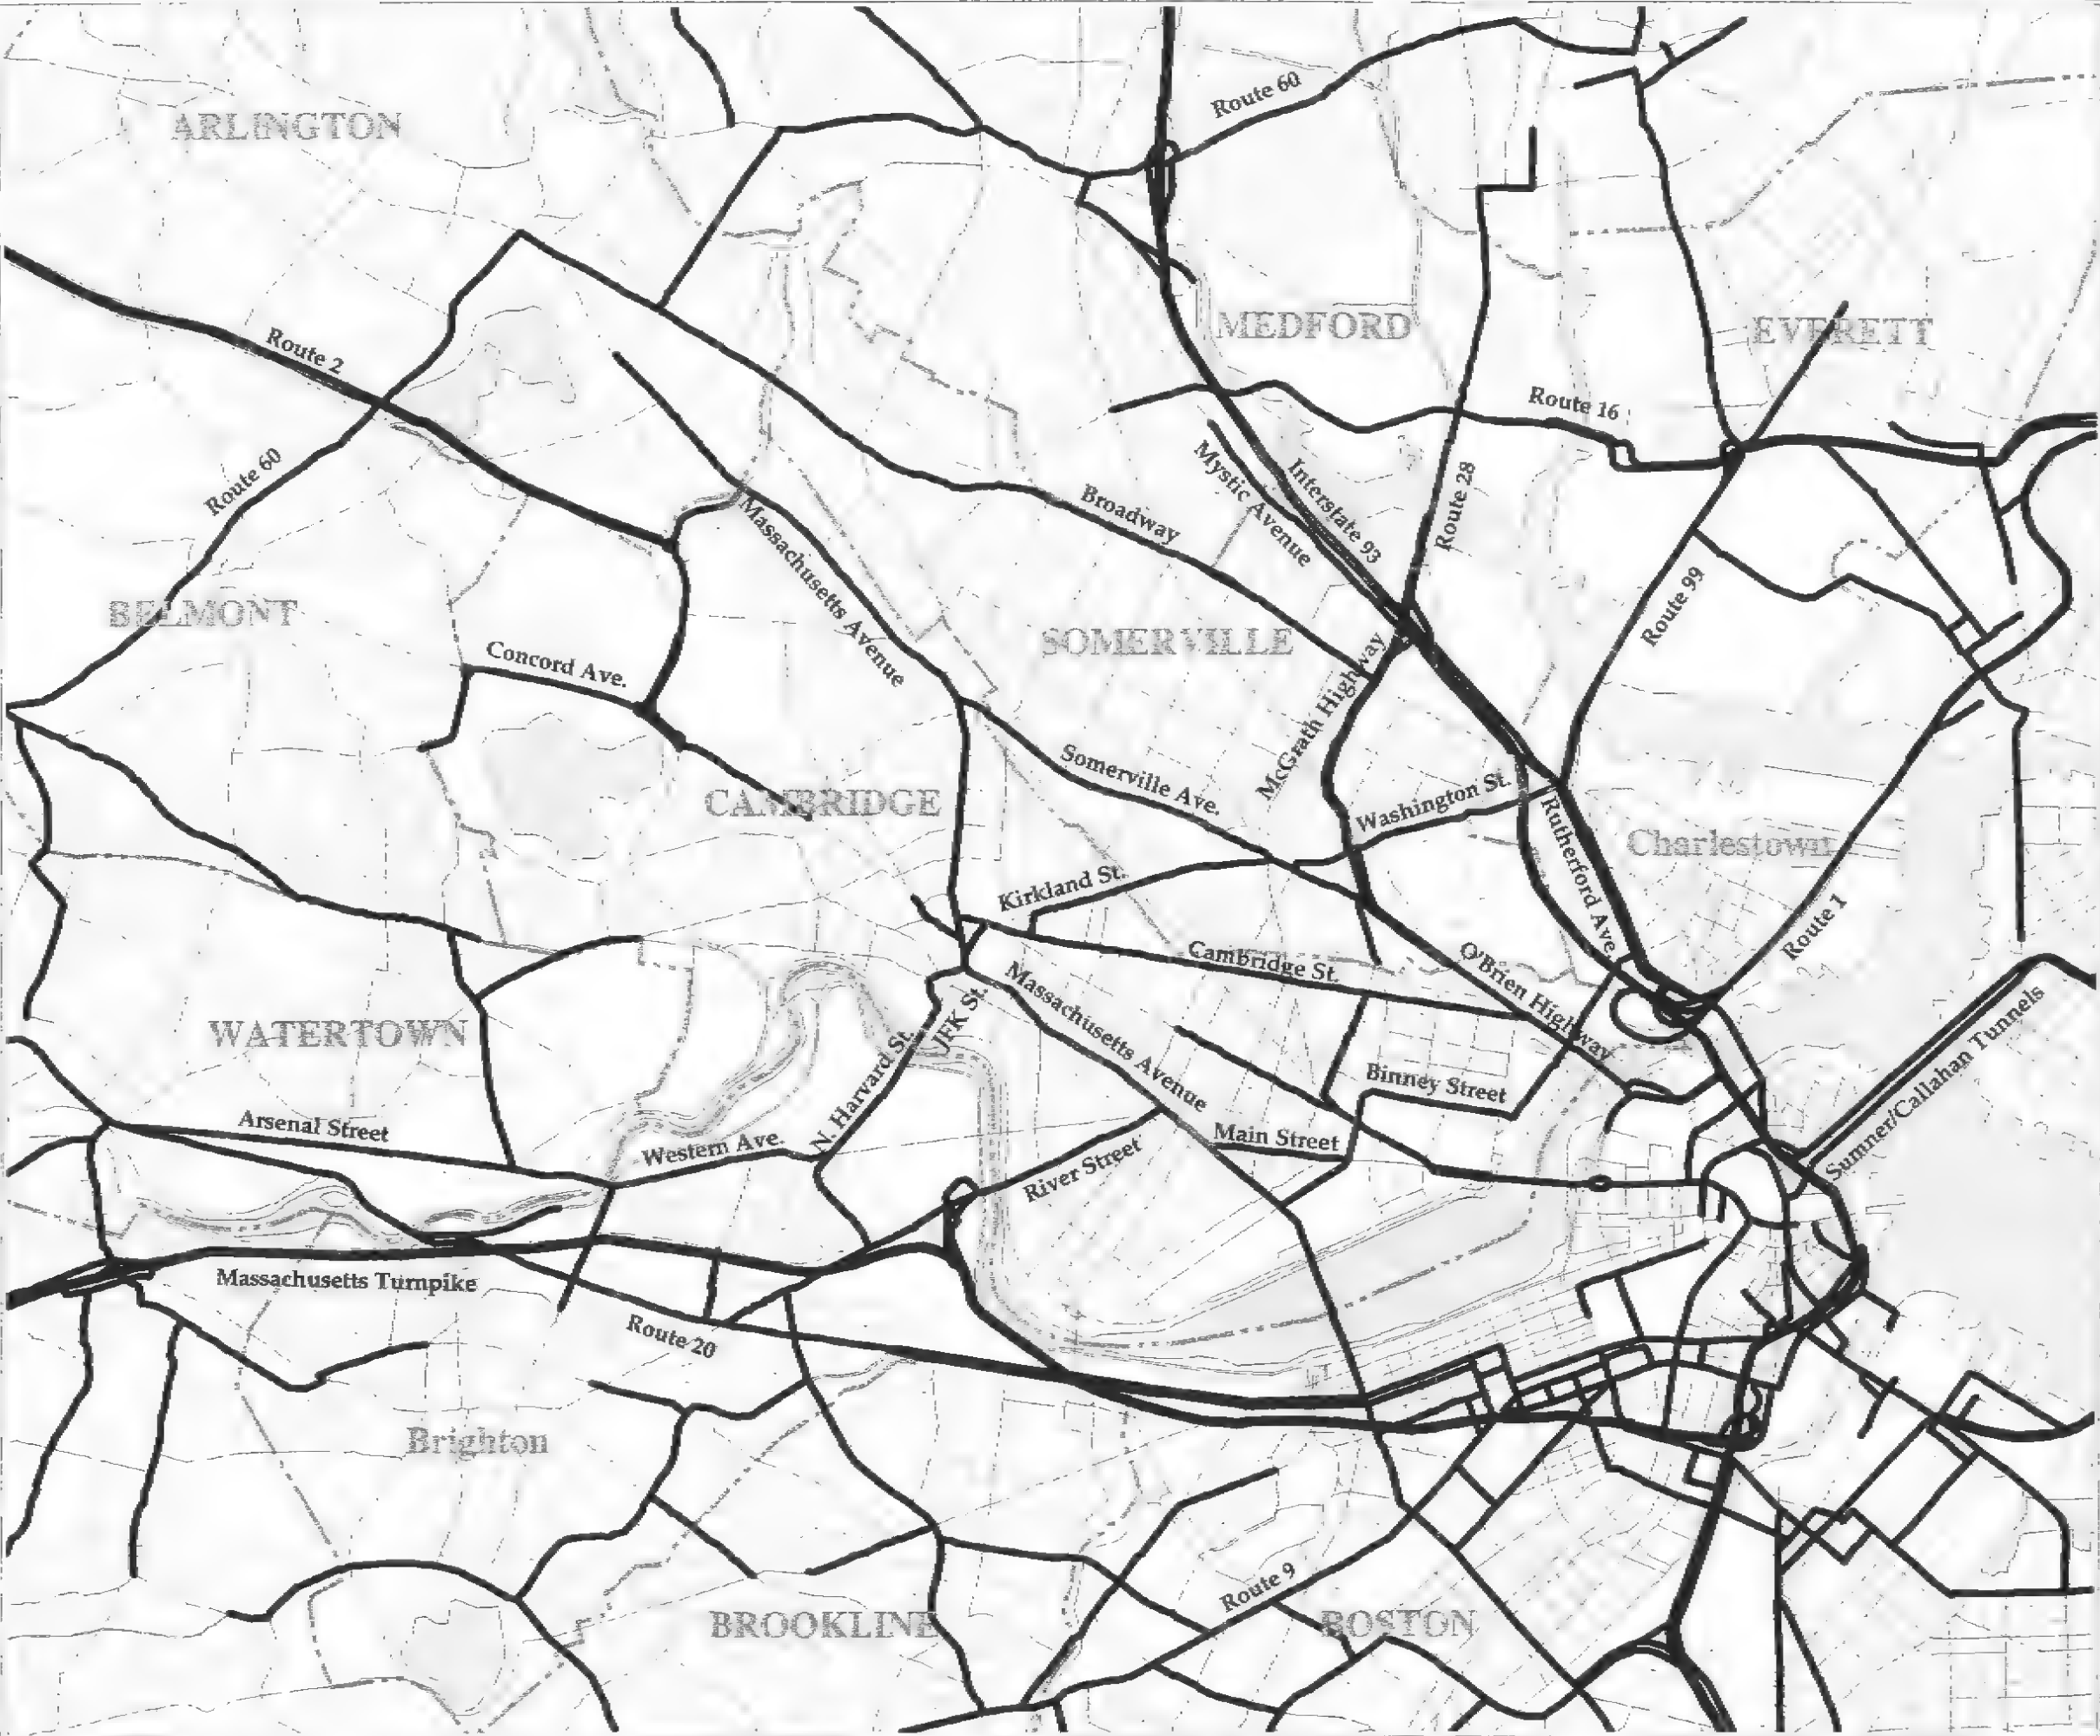 Route 60
ARLINGTON
MEDFORD
EVERETT
Route 2
Route 16
Route 60
Broadway
Mystic Avenue
Interstate 93
Route 28
Massachusetts Avenue
Route 99
BELMONT
SOMERVILLE
Concord Ave.
McGrath Highway
Somerville Ave.
CAMBRIDGE
Washington St.
Rutherford Ave.
Charlestown
Kirkland St.
Route 1
Cambridge St.
O'Brien Highway
Massachusetts Avenue
JFK St.
WATERTOWN
N. Harvard St.
Binney Street
Sumner/Callahan Tunnels
Arsenal Street
Western Ave.
Main Street
River Street
Massachusetts Turnpike
Route 20
Brighton
Route 9
BROOKLINE
BOSTON